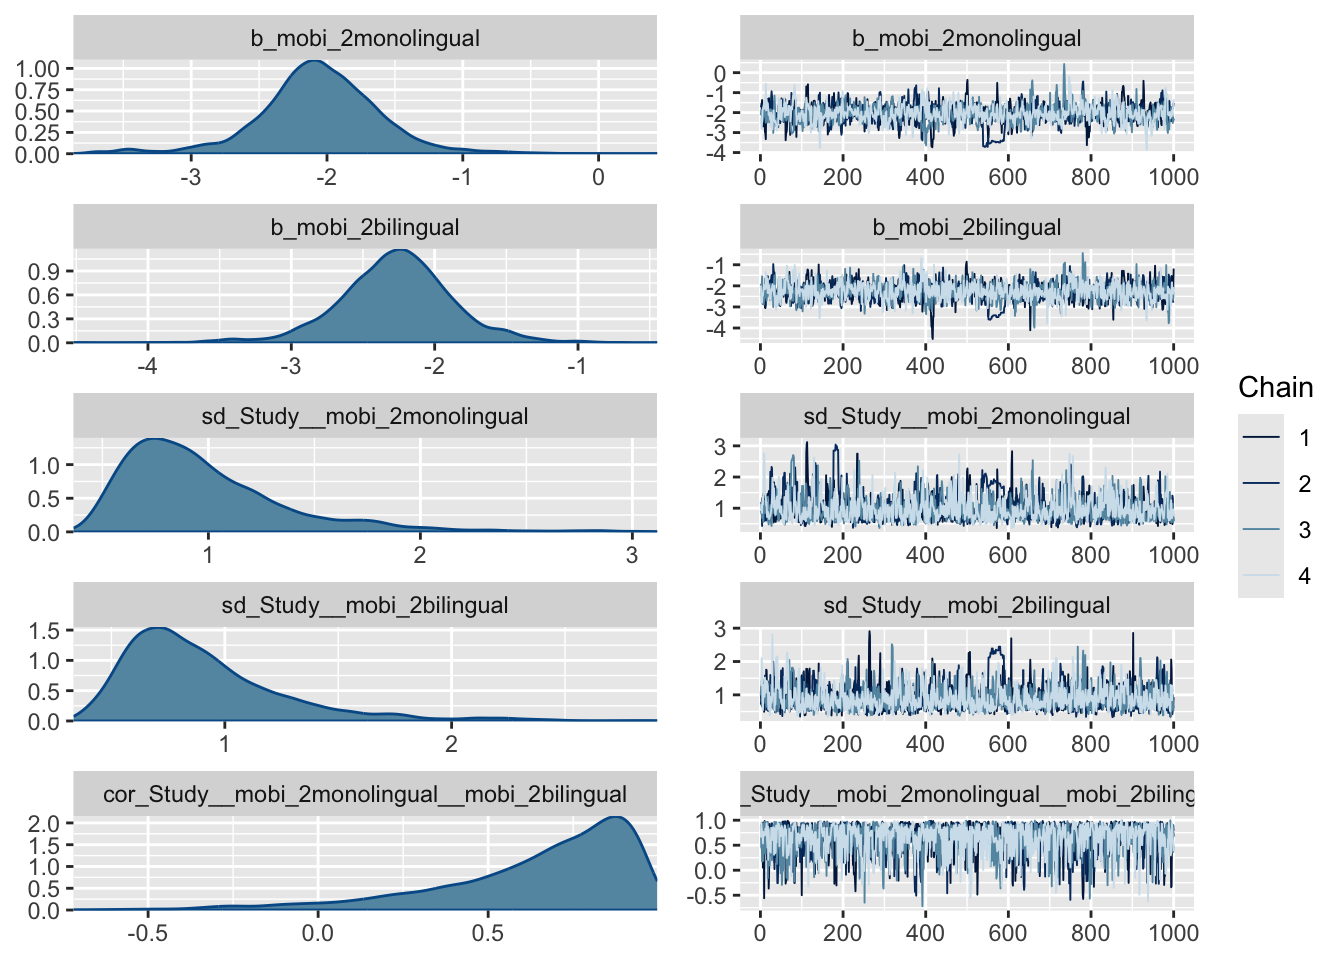 b_mobi_2monolingual
1.00
0.75
0.50
0.25
0.00
-3 -2 -1 0
b_mobi_2monolingual
0
-1
-2
-3
-4
0 200 400 600 800 1000
b_mobi_2bilingual
0.9
0.6
0.3
0.0
-4 -3 -2 -1
b_mobi_2bilingual
-1
-2
-3
-4
0 200 400 600 800 1000
sd_Study__mobi_2monolingual
1.0
0.5
0.0
1 2 3
sd_Study__mobi_2monolingual
3
2
1
0 200 400 600 800 1000
sd_Study__mobi_2bilingual
1.5
1.0
0.5
0.0
1 2
sd_Study__mobi_2bilingual
3
2
1
0 200 400 600 800 1000
cor_Study__mobi_2monolingual__mobi_2bilingual
2.0
1.5
1.0
0.5
0.0
-0.5 0.0 0.5
_Study__mobi_2monolingual__mobi_2biling
1.0
0.5
0.0
-0.5
0 200 400 600 800 1000
Chain
1
2
3
4